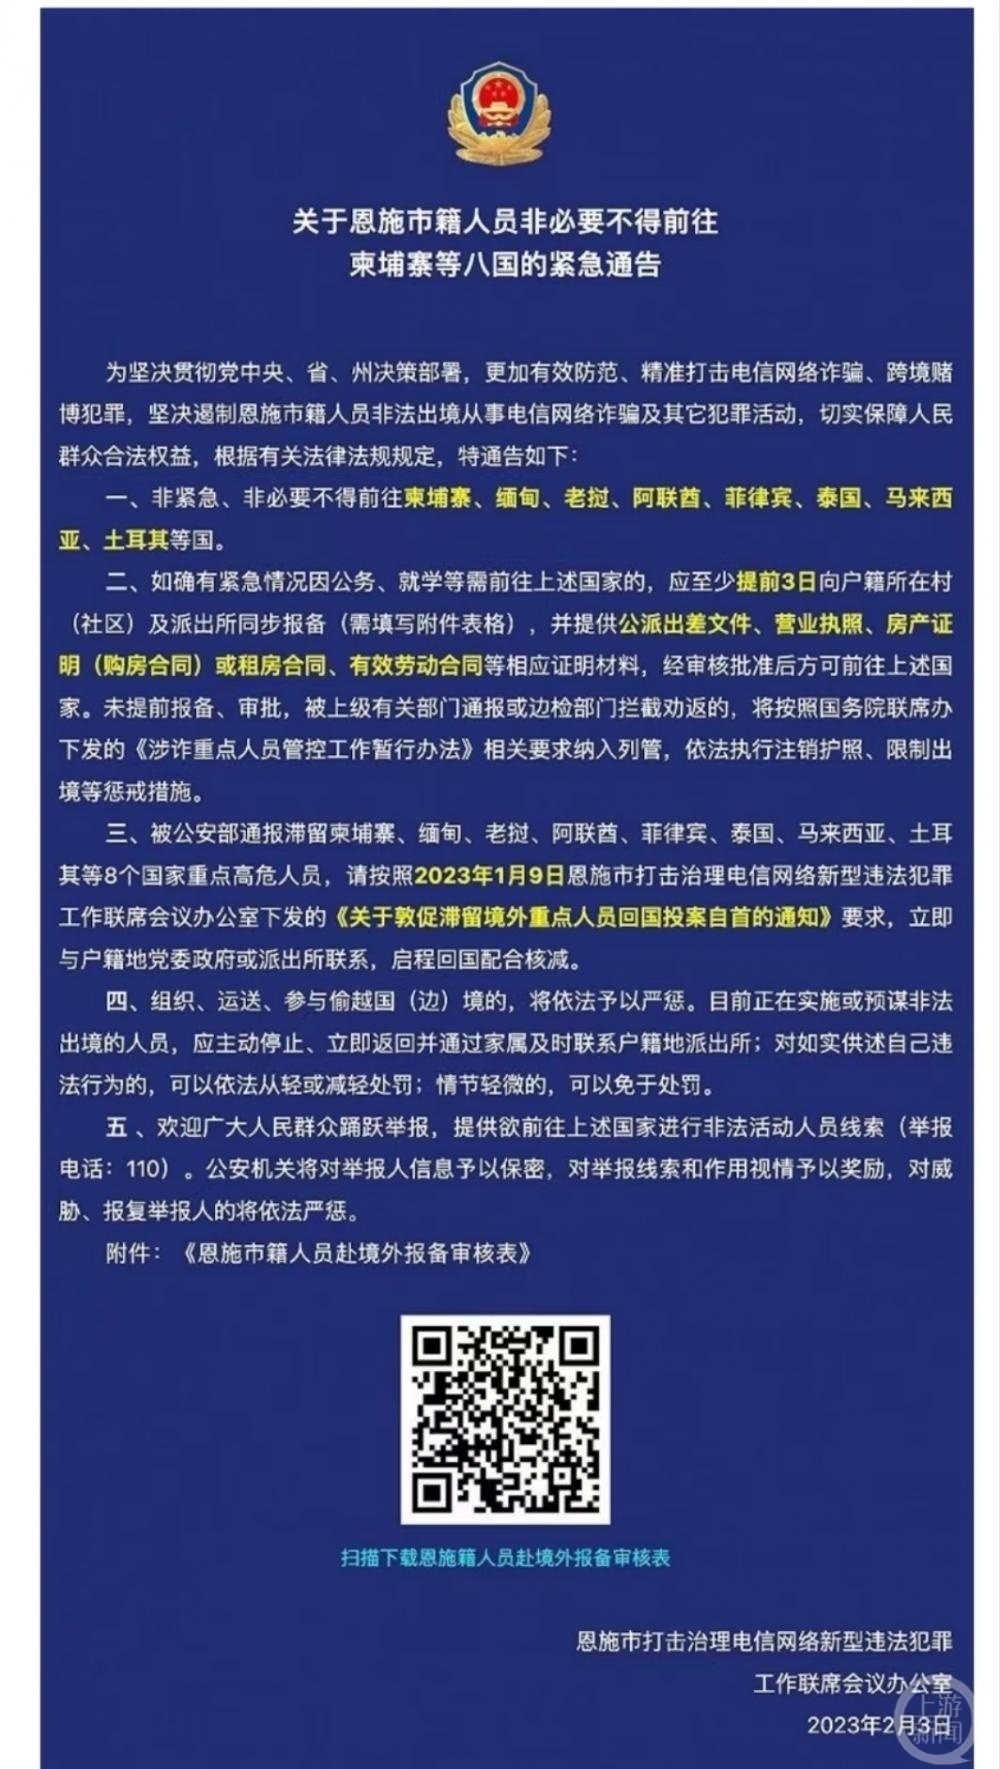 关于恩施市籍人员非必要不得前往
柬埔寨等八国的紧急通告
为坚决贯彻党中央、省、州决策部署，更加有效防范、精准打击电信网络诈骗、跨境赌
博犯罪，坚决遏制恩施市籍人员非法出境从事电信网络诈骗及其它犯罪活动，切实保障人民
群众合法权益，根据有关法律法规规定，特通告如下：
一、非紧急、非必要不得前往柬埔寨、缅甸、老挝、阿联酋、菲律宾、泰国、马来西
亚、土耳其等国。
二、如确有紧急情况因公务、就学等需前往上述国家的，应至少提前3日向户籍所在村
（社区）及派出所同步报备（需填写附件表格），并提供公派出差文件、营业执照、房产证
明（购房合同）或租房合同、有效劳动合同等相应证明材料，经审核批准后方可前往上述国
家。未提前报备、审批，被上级有关部门通报或边检部门拦截劝返的，将按照国务院联席办
下发的《涉诈重点人员管控工作暂行办法》相关要求纳入列管，依法执行注销护照、限制出
境等惩戒措施。
三、被公安部通报滞留柬埔寨、缅甸、老挝、阿联酋、菲律宾、泰国、马来西亚、土耳
其等8个国家重点高危人员，请按照2023年1月9日恩施市打击治理电信网络新型违法犯罪
工作联席会议办公室下发的《关于敦促滞留境外重点人员回国投案自首的通知》要求，立即
与户籍地党委政府或派出所联系，启程回国配合核减。
四、组织、运送、参与偷越国（边）境的，将依法予以严惩。目前正在实施或预谋非法
出境的人员，应主动停止、立即返回并通过家属及时联系户籍地派出所；对如实供述自己违
法行为的，可以依法从轻或减轻处罚；情节轻微的，可以免于处罚。
五、欢迎广大人民群众踊跃举报，提供欲前往上述国家进行非法活动人员线索（举报
电话：110）。公安机关将对举报人信息予以保密，对举报线索和作用视情予以奖励，对威
胁、报复举报人的将依法严惩。
附件：《恩施市籍人员赴境外报备审核表》
扫描下载恩施籍人员赴境外报备审核表
恩施市打击治理电信网络新型违法犯罪
工作联席会议办公室
2023年2月3日
上游
新闻